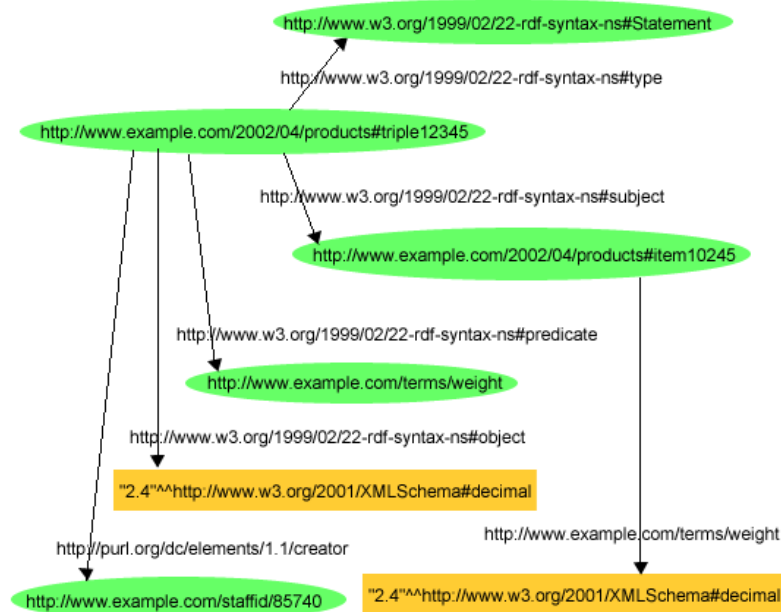 http://www.w3.org/1999/02/22-rdf-syntax-ns#Statement
http://www.w3.org/1999/02/22-rdf-syntax-ns#type
http://www.example.com/2002/04/products#triple12345
http://www.w3.org/1999/02/22-rdf-syntax-ns#subject
http://www.example.com/2002/04/products#item10245
http://www.w3.org/1999/02/22-rdf-syntax-ns#predicate
http://www.example.com/terms/weight
http://www.w3.org/1999/02/22-rdf-syntax-ns#object
"2.4"^^http://www.w3.org/2001/XMLSchema#decimal
http://www.example.com/terms/weight
http://purl.org/dc/elements/1.1/creator
"2.4"^^http://www.w3.org/2001/XMLSchema#decimal
http://www.example.com/staffid/85740